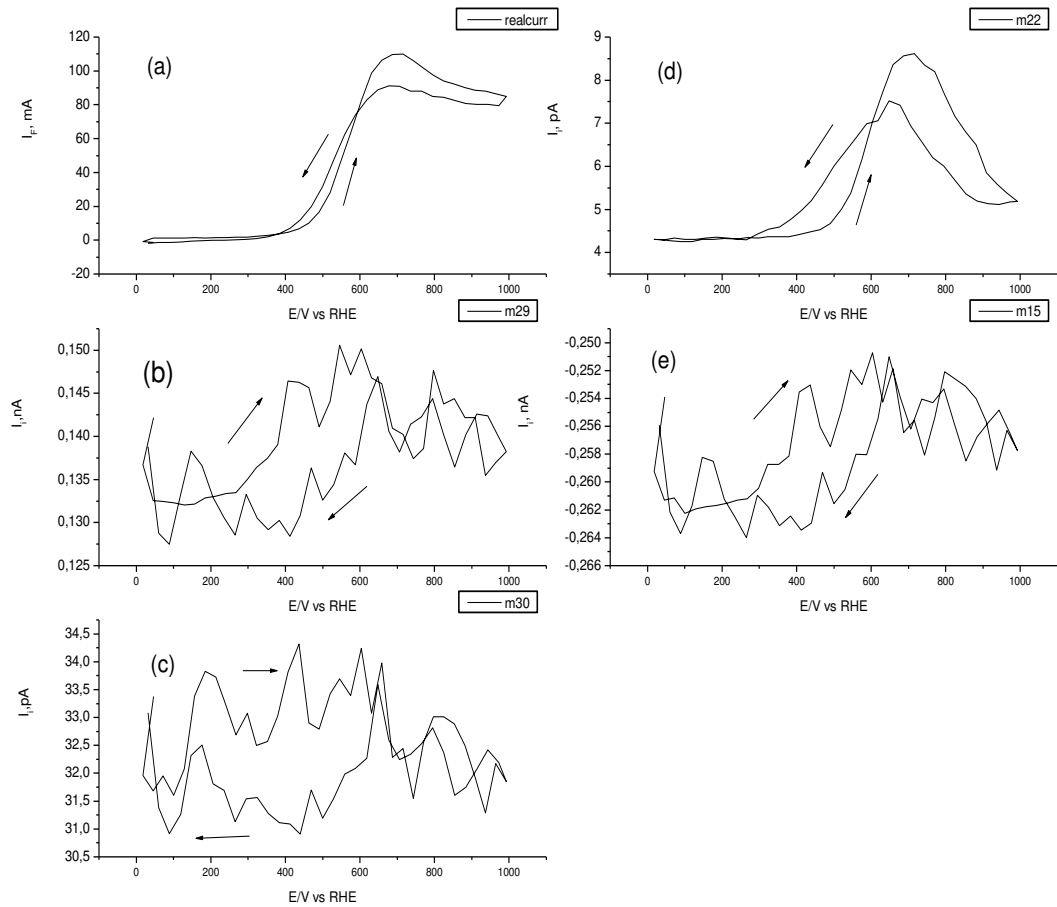 realcurr
(a)
I_F, mA
120
100
80
60
40
20
0
-20
0 200 400 600 800 1000
E/V vs RHE
m22
(d)
I_i, pA
9
8
7
6
5
4
0 200 400 600 800 1000
E/V vs RHE
m29
(b)
I_i,nA
0,150
0,145
0,140
0,135
0,130
0,125
0 200 400 600 800 1000
E/V vs RHE
m15
(e)
I_i, nA
-0,250
-0,252
-0,254
-0,256
-0,258
-0,260
-0,262
-0,264
-0,266
0 200 400 600 800 1000
E/V vs RHE
m30
(c)
I_i,pA
34,5
34,0
33,5
33,0
32,5
32,0
31,5
31,0
30,5
0 200 400 600 800 1000
E/V vs RHE